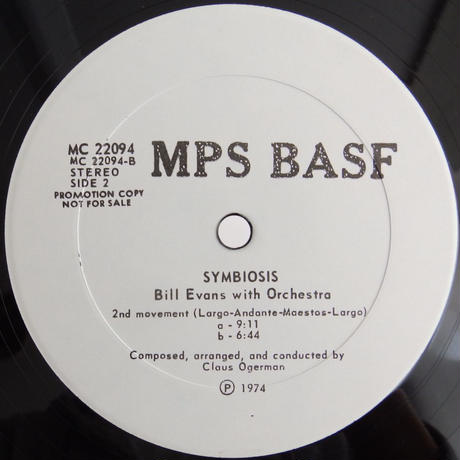 MC 22094
MPS BASF
MC 22094-B
STEREO
SIDE 2
PROMOTION COPY
NOT FOR SALE
SYMBIOSIS
Bill Evans with Orchestra
2nd movement (Largo-Andante-Maestos-Largo)
a - 9:11
b - 6:44
Composed, arranged, and conducted by
Claus Ogerman
Ⓟ 1974